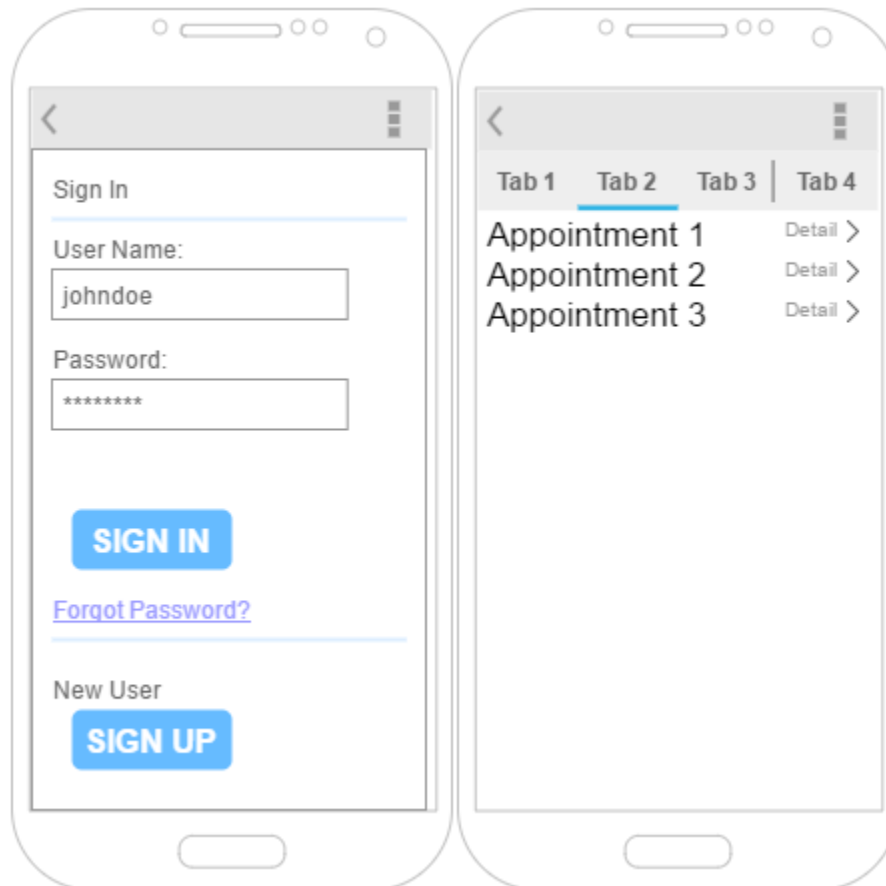 Sign In
User Name:
johndoe
Password:
********
SIGN IN
Forgot Password?
New User
SIGN UP
Tab 1 Tab 2 Tab 3 Tab 4
Appointment 1 Detail
Appointment 2 Detail
Appointment 3 Detail